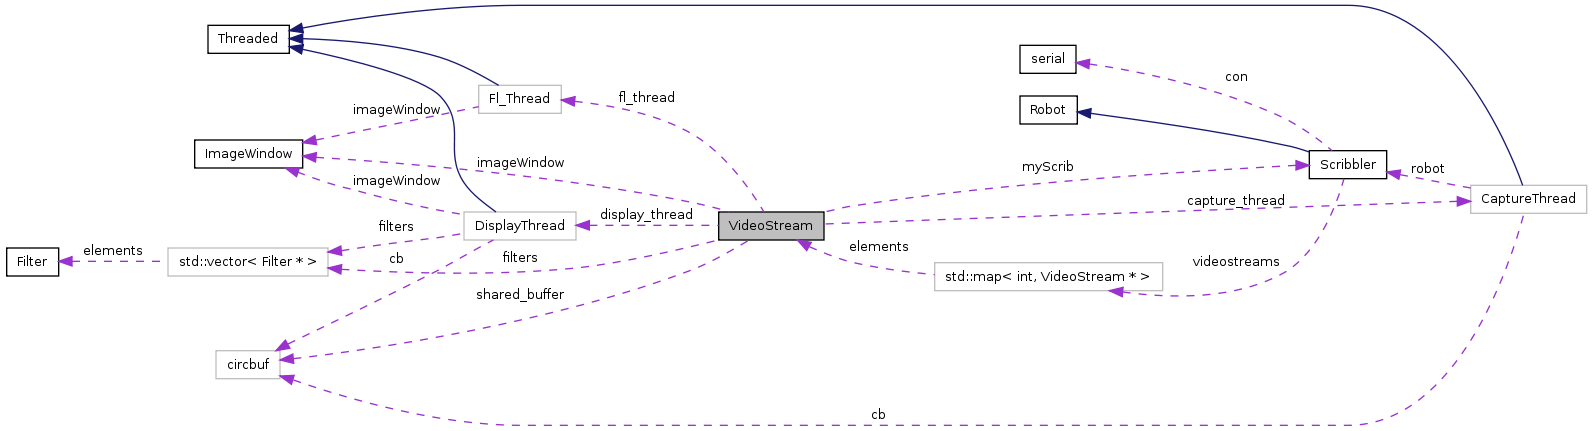 Threaded
serial
con
Fl_Thread
fl_thread
imageWindow
Robot
ImageWindow
imageWindow
myScrib
Scribbler
robot
imageWindow
capture_thread
CaptureThread
display_thread
DisplayThread
VideoStream
filters
elements
elements
cb
filters
Filter
std::vector< Filter * >
videostreams
std::map< int, VideoStream * >
shared_buffer
circbuf
cb